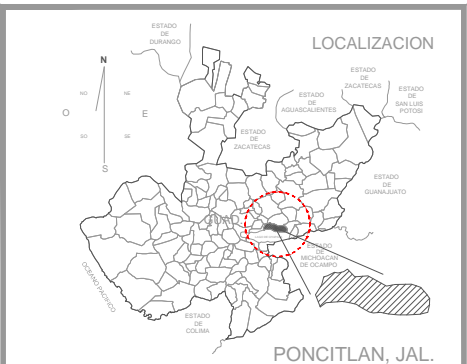 ESTADO
DE
DURANGO
LOCALIZACION
N
NO
NE
O
E
SO
SE
S
ESTADO
DE
ZACATECAS
ESTADO
DE
AGUASCALIENTES
ESTADO
DE
SAN LUIS
POTOSI
ESTADO
DE
ZACATECAS
ESTADO
DE
GUANAJUATO
GUAD
ESTADO
DE
MICHOACAN
DE OCAMPO
OCEANO PACIFICO
ESTADO
DE
COLIMA
PONCITLAN, JAL.